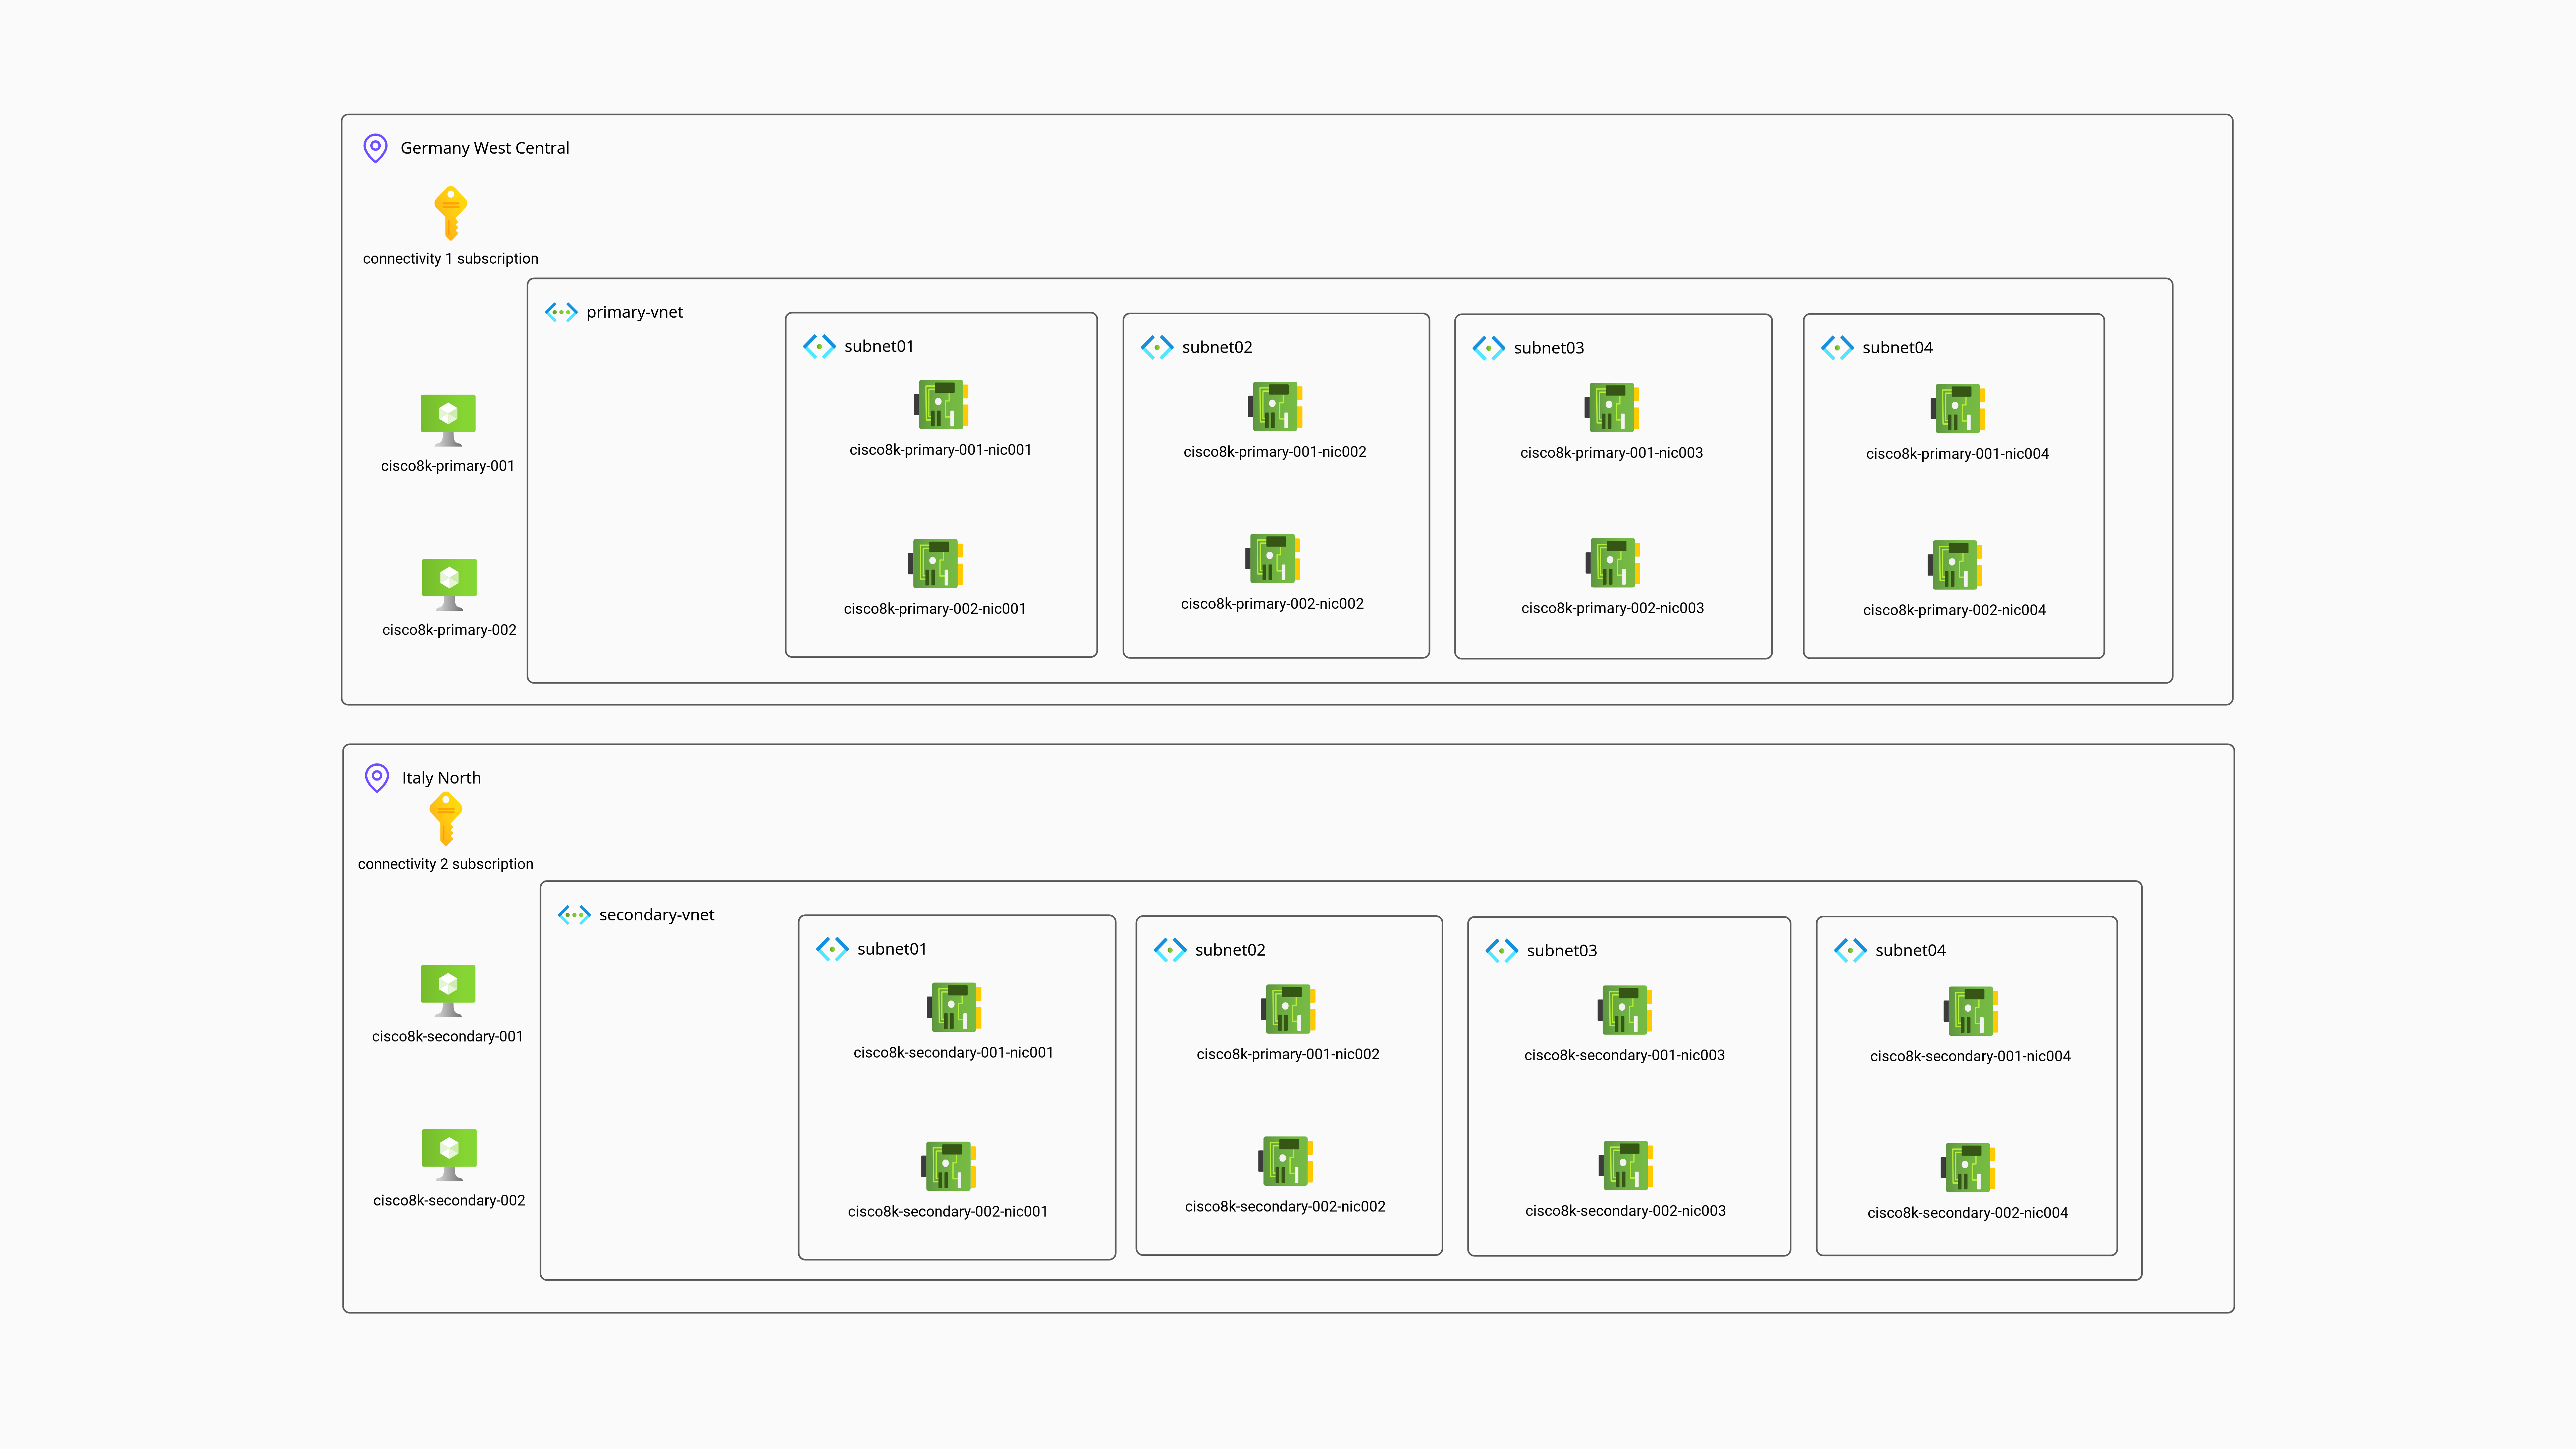 Germany West Central
connectivity 1 subscription
primary-vnet
subnet01
subnet02
subnet03
subnet04
cisco8k-primary-001
cisco8k-primary-001-nic001
cisco8k-primary-001-nic002
cisco8k-primary-001-nic003
cisco8k-primary-001-nic004
cisco8k-primary-002
cisco8k-primary-002-nic001
cisco8k-primary-002-nic002
cisco8k-primary-002-nic003
cisco8k-primary-002-nic004
Italy North
connectivity 2 subscription
secondary-vnet
subnet01
subnet02
subnet03
subnet04
cisco8k-secondary-001
cisco8k-secondary-001-nic001
cisco8k-primary-001-nic002
cisco8k-secondary-001-nic003
cisco8k-secondary-001-nic004
cisco8k-secondary-002
cisco8k-secondary-002-nic001
cisco8k-secondary-002-nic002
cisco8k-secondary-002-nic003
cisco8k-secondary-002-nic004